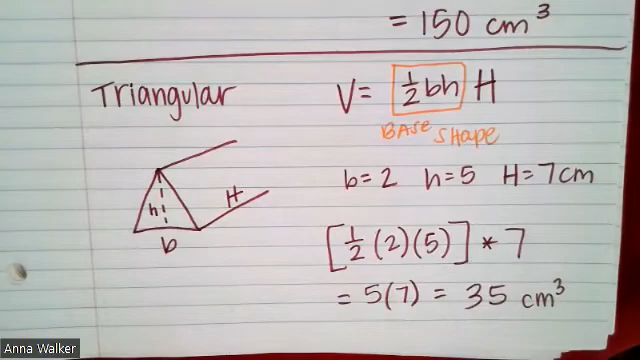 = 150 cm³
Triangular
V = ½bh H
BASE SHAPE
h
H
b
b = 2 h = 5 H = 7cm
[½(2)(5)] * 7
= 5(7) = 35 cm³
Anna Walker